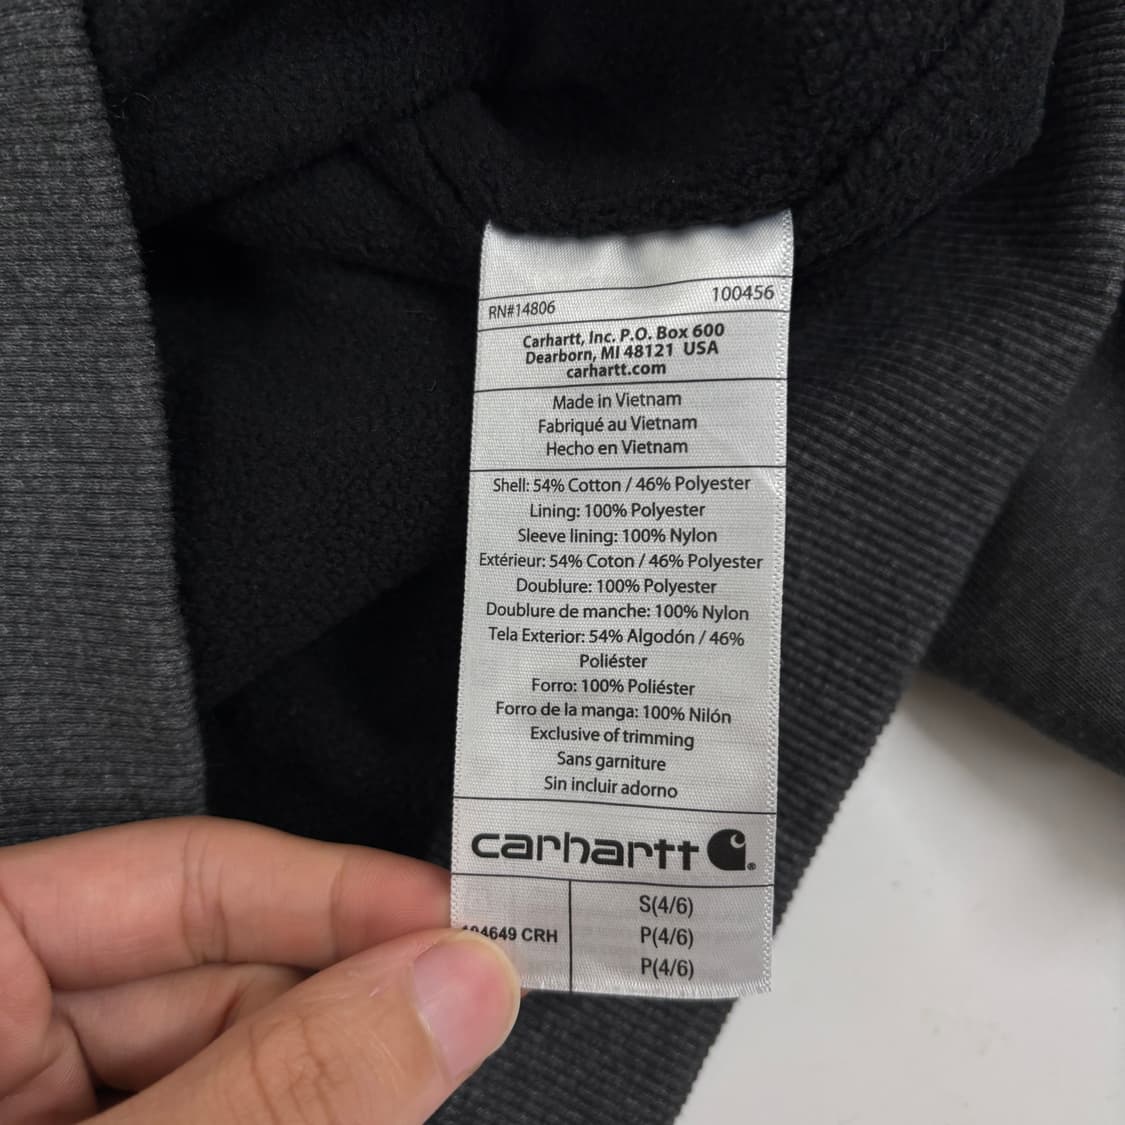 RN#14806 100456
Carhartt, Inc. P.O. Box 600
Dearborn, MI 48121 USA
carhartt.com
Made in Vietnam
Fabriqué au Vietnam
Hecho en Vietnam
Shell: 54% Cotton / 46% Polyester
Lining: 100% Polyester
Sleeve lining: 100% Nylon
Extérieur: 54% Coton / 46% Polyester
Doublure: 100% Polyester
Doublure de manche: 100% Nylon
Tela Exterior: 54% Algodón / 46%
Poliéster
Forro: 100% Poliéster
Forro de la manga: 100% Nilón
Exclusive of trimming
Sans garniture
Sin incluir adorno
carhartt
S(4/6)
CRH P(4/6)
P(4/6)